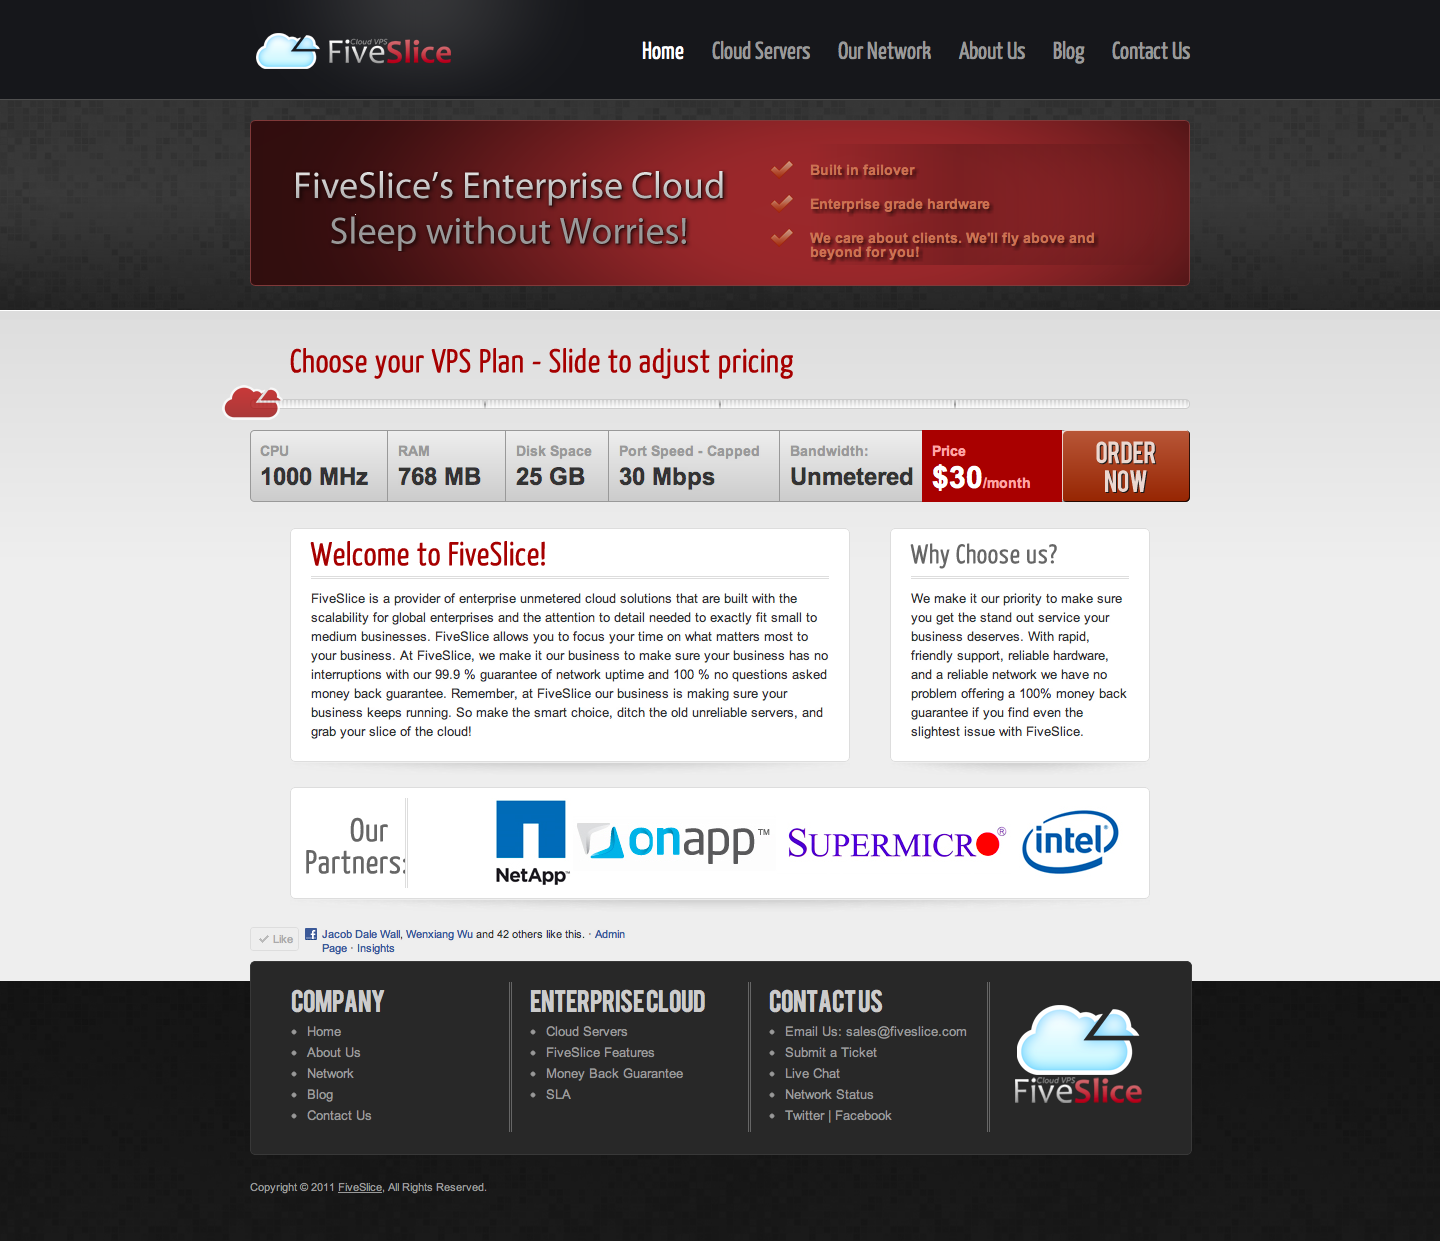 Cloud VPS
FiveSlice
Home Cloud Servers Our Network About Us Blog Contact Us
FiveSlice's Enterprise Cloud
Sleep without Worries!
Built in failover
Enterprise grade hardware
We care about clients. We'll fly above and
beyond for you!
Choose your VPS Plan - Slide to adjust pricing
CPU
1000 MHz
RAM
768 MB
Disk Space
25 GB
Port Speed - Capped
30 Mbps
Bandwidth:
Unmetered
Price
$30/month
ORDER
NOW
Welcome to FiveSlice!
FiveSlice is a provider of enterprise unmetered cloud solutions that are built with the
scalability for global enterprises and the attention to detail needed to exactly fit small to
medium businesses. FiveSlice allows you to focus your time on what matters most to
your business. At FiveSlice, we make it our business to make sure your business has no
interruptions with our 99.9 % guarantee of network uptime and 100 % no questions asked
money back guarantee. Remember, at FiveSlice our business is making sure your
business keeps running. So make the smart choice, ditch the old unreliable servers, and
grab your slice of the cloud!
Why Choose us?
We make it our priority to make sure
you get the stand out service your
business deserves. With rapid,
friendly support, reliable hardware,
and a reliable network we have no
problem offering a 100% money back
guarantee if you find even the
slightest issue with FiveSlice.
Our
Partners:
NetApp™
onapp™
SUPERMICRO®
intel®
Like
Jacob Dale Wall, Wenxiang Wu and 42 others like this. · Admin
Page · Insights
COMPANY
Home
About Us
Network
Blog
Contact Us
ENTERPRISE CLOUD
Cloud Servers
FiveSlice Features
Money Back Guarantee
SLA
CONTACT US
Email Us: sales@fiveslice.com
Submit a Ticket
Live Chat
Network Status
Twitter | Facebook
Cloud VPS
FiveSlice
Copyright © 2011 FiveSlice, All Rights Reserved.